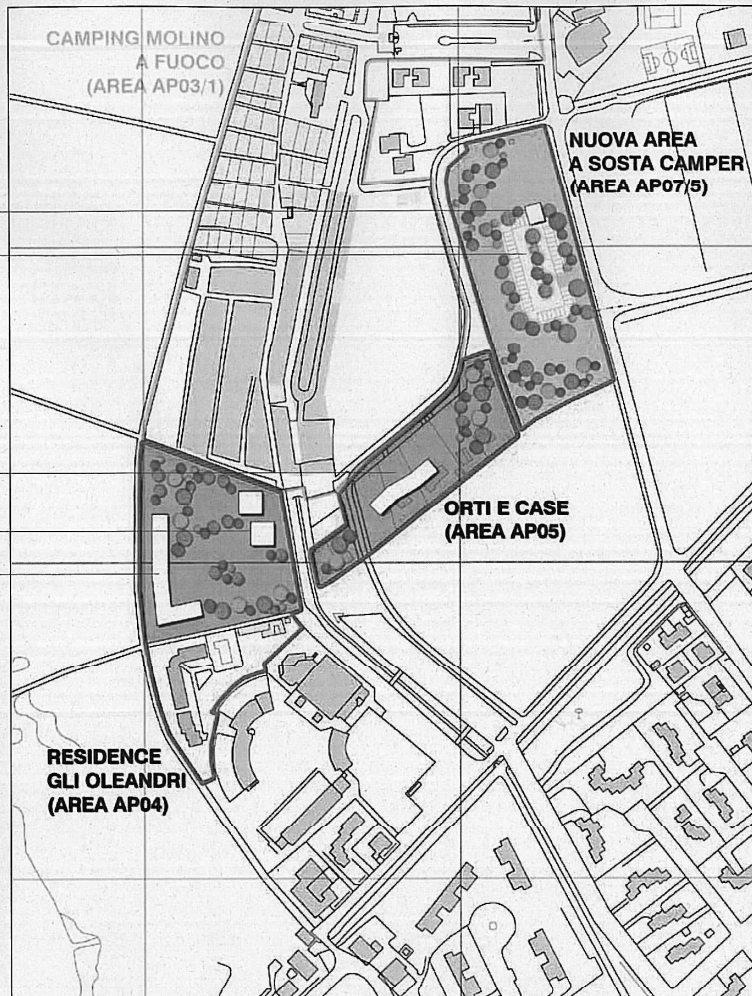 CAMPING MOLINO
A FUOCO
(AREA AP03/1)
NUOVA AREA
A SOSTA CAMPER
(AREA AP07/5)
ORTI E CASE
(AREA AP05)
RESIDENCE
GLI OLEANDRI
(AREA AP04)